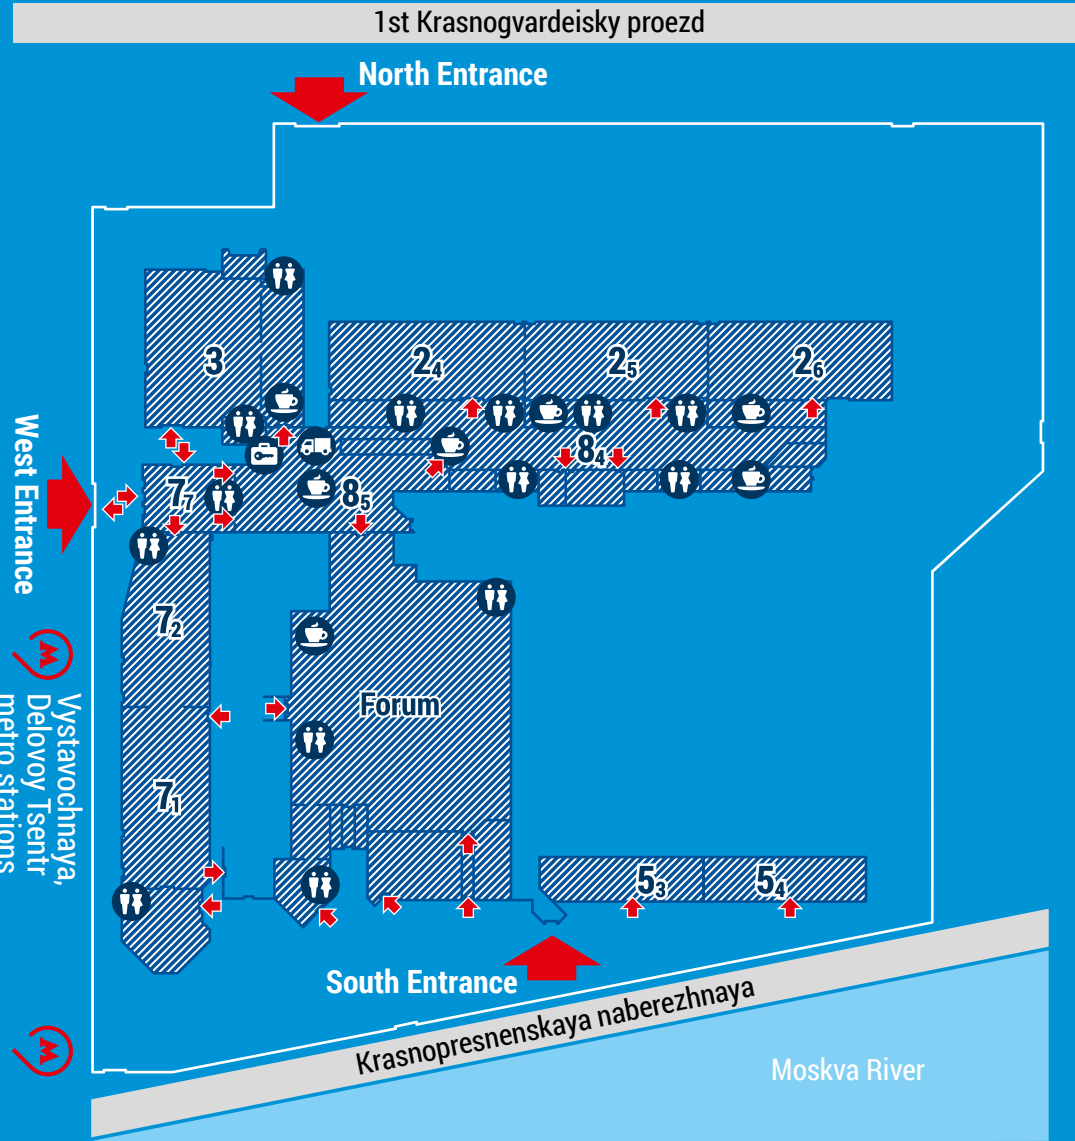 1st Krasnogvardeisky proezd
North Entrance
3
2₄
2₅
2₆
8₄
West Entrance
7₇
8₅
7₂
Forum
Vystavochnaya,
Delovoy Tsentr
metro stations
7₁
5₃
5₄
South Entrance
Krasnopresnenskaya naberezhnaya
Moskva River
M
M